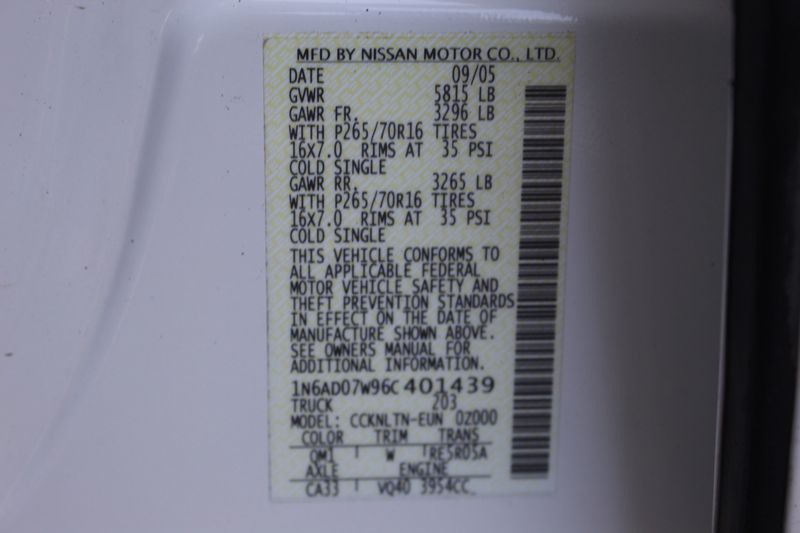 MFD BY NISSAN MOTOR CO., LTD.
DATE 09/05
GVWR 5815 LB
GAWR FR. 3296 LB
WITH P265/70R16 TIRES
16X7.0 RIMS AT 35 PSI
COLD SINGLE
GAWR RR. 3265 LB
WITH P265/70R16 TIRES
16X7.0 RIMS AT 35 PSI
COLD SINGLE
THIS VEHICLE CONFORMS TO
ALL APPLICABLE FEDERAL
MOTOR VEHICLE SAFETY AND
THEFT PREVENTION STANDARDS
IN EFFECT ON THE DATE OF
MANUFACTURE SHOWN ABOVE.
SEE OWNERS MANUAL FOR
ADDITIONAL INFORMATION.
1N6AD07W96C401439
TRUCK 203
MODEL: CCKNLTN-EUN 0Z000
COLOR TRIM TRANS
QM1 W RE5R05A
AXLE ENGINE
CA33 VQ40 3954CC